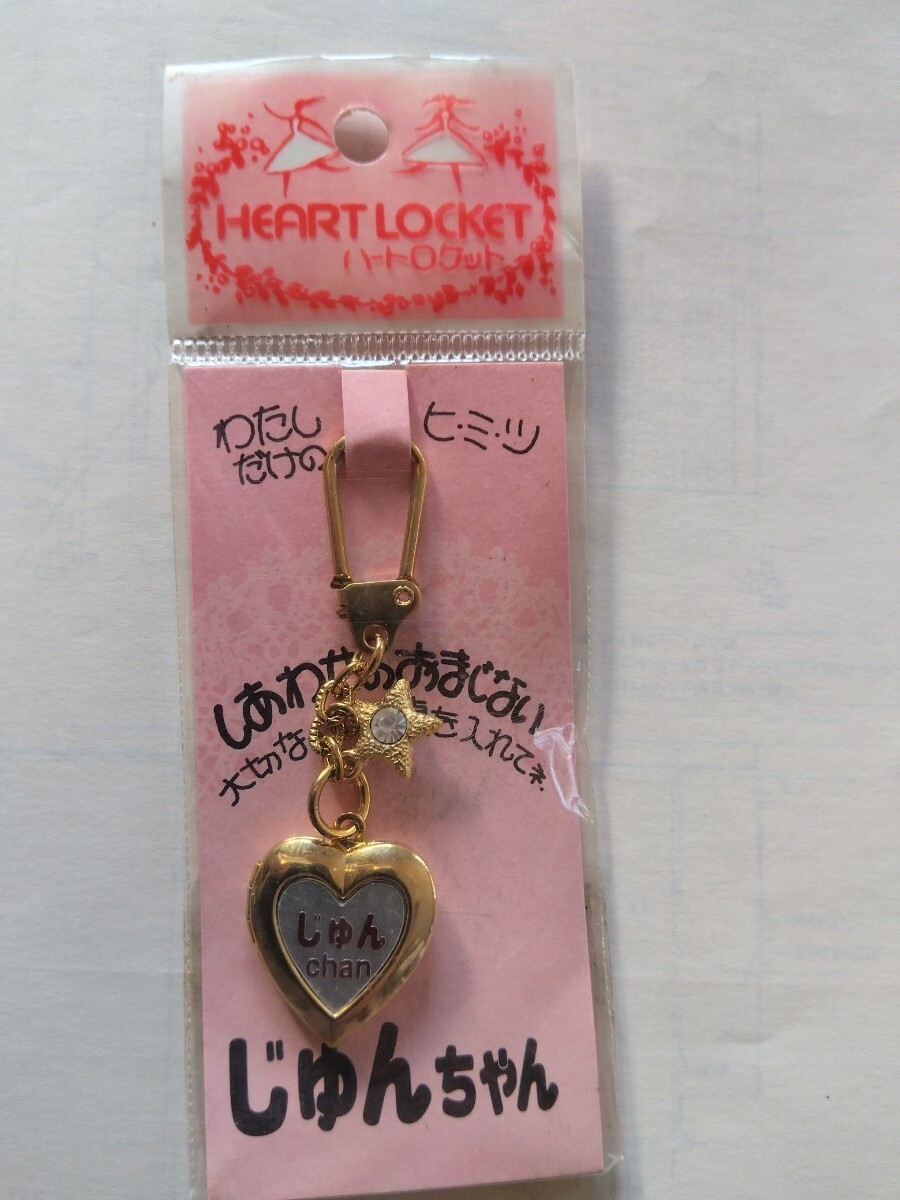 HEART LOCKET
ハートロケット
わたし
だけの
ヒ・ミ・ツ
しあわせのおまじない
大切な を入れてネ.
じゅん
chan
じゅんちゃん